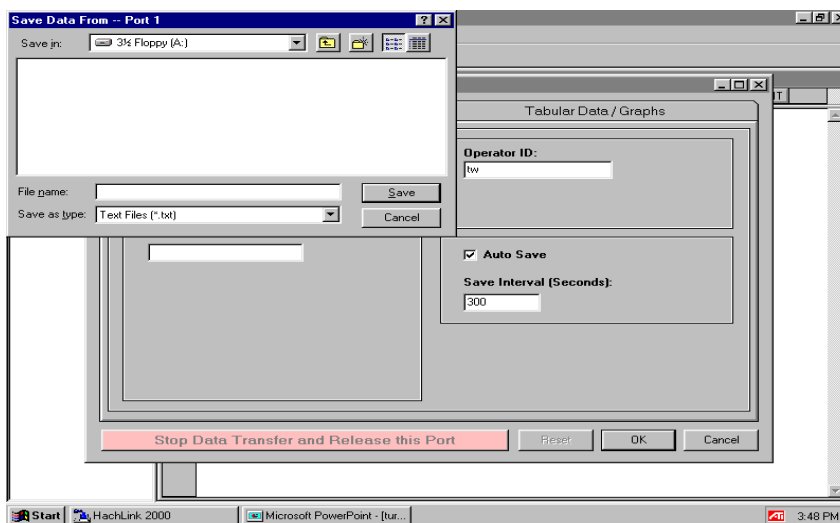 Save Data From -- Port 1
Save in: 3½ Floppy (A:)
File name: Save
Save as type: Text Files (*.txt) Cancel
IT
Tabular Data / Graphs
Operator ID:
tw
Auto Save
Save Interval (Seconds):
300
Stop Data Transfer and Release this Port Reset OK Cancel
Start HachLink 2000 Microsoft PowerPoint - [tur... ATI 3:48 PM